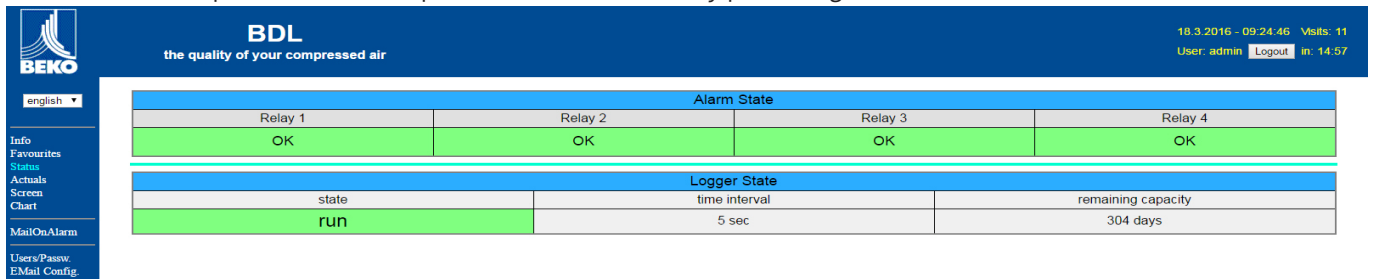 BDL
the quality of your compressed air
18.3.2016 - 09:24:46 Visits: 11
User: admin Logout in: 14:57
BEKO
english
Info
Favourites
Status
Actuals
Screen
Chart
MailOnAlarm
Users/Passw.
EMail Config.
Alarm State
Relay 1 Relay 2 Relay 3 Relay 4
OK OK OK OK
Logger State
state time interval remaining capacity
run 5 sec 304 days